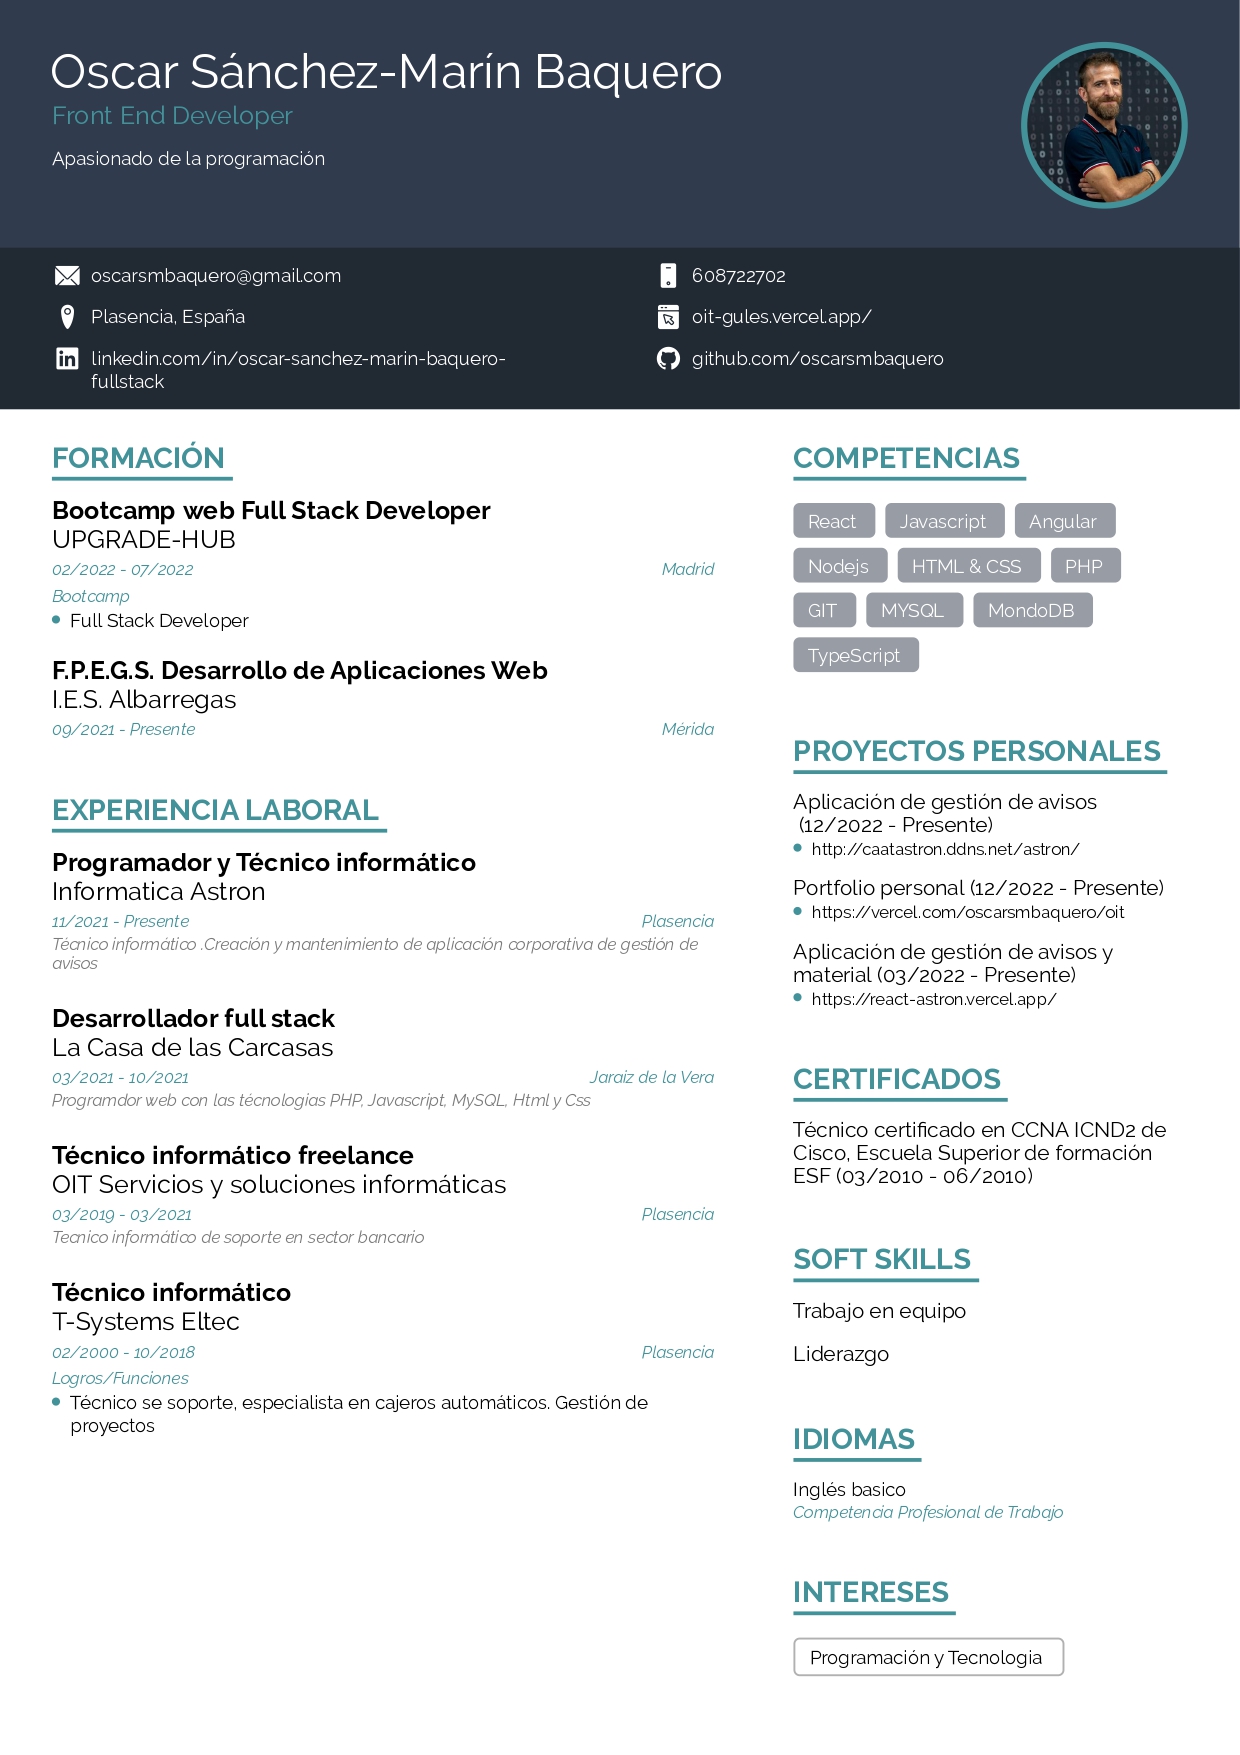 Oscar Sánchez-Marín Baquero
Front End Developer
Apasionado de la programación
oscarsmbaquero@gmail.com
608722702
Plasencia, España
oit-gules.vercel.app/
linkedin.com/in/oscar-sanchez-marin-baquero-
fullstack
github.com/oscarsmbaquero
FORMACIÓN
Bootcamp web Full Stack Developer
UPGRADE-HUB
02/2022 - 07/2022 Madrid
Bootcamp
Full Stack Developer
F.P.E.G.S. Desarrollo de Aplicaciones Web
I.E.S. Albarregas
09/2021 - Presente Mérida
EXPERIENCIA LABORAL
Programador y Técnico informático
Informatica Astron
11/2021 - Presente Plasencia
Técnico informático .Creación y mantenimiento de aplicación corporativa de gestión de
avisos
Desarrollador full stack
La Casa de las Carcasas
03/2021 - 10/2021 Jaraiz de la Vera
Programdor web con las técnologias PHP, Javascript, MySQL, Html y Css
Técnico informático freelance
OIT Servicios y soluciones informáticas
03/2019 - 03/2021 Plasencia
Tecnico informático de soporte en sector bancario
Técnico informático
T-Systems Eltec
02/2000 - 10/2018 Plasencia
Logros/Funciones
Técnico se soporte, especialista en cajeros automáticos. Gestión de
proyectos
COMPETENCIAS
React Javascript Angular
Nodejs HTML & CSS PHP
GIT MYSQL MondoDB
TypeScript
PROYECTOS PERSONALES
Aplicación de gestión de avisos
(12/2022 - Presente)
http://caatastron.ddns.net/astron/
Portfolio personal (12/2022 - Presente)
https://vercel.com/oscarsmbaquero/oit
Aplicación de gestión de avisos y
material (03/2022 - Presente)
https://react-astron.vercel.app/
CERTIFICADOS
Técnico certificado en CCNA ICND2 de
Cisco, Escuela Superior de formación
ESF (03/2010 - 06/2010)
SOFT SKILLS
Trabajo en equipo
Liderazgo
IDIOMAS
Inglés basico
Competencia Profesional de Trabajo
INTERESES
Programación y Tecnologia